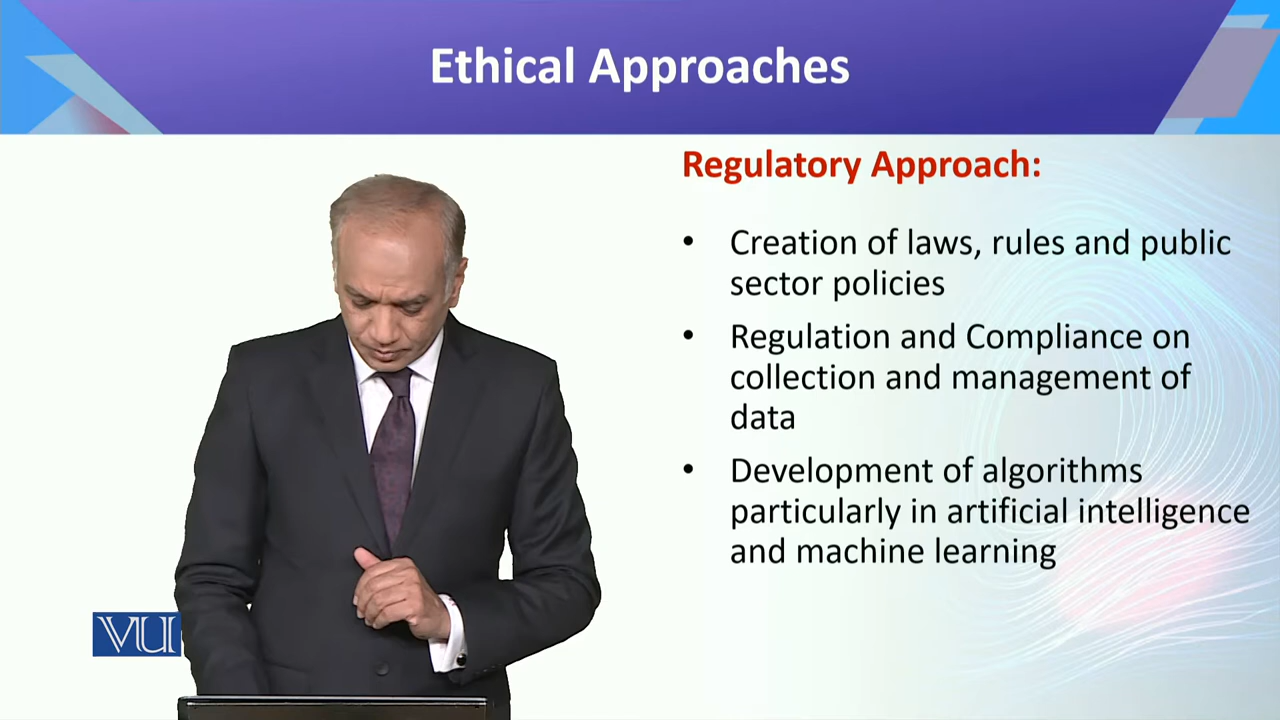 Ethical Approaches
Regulatory Approach:
• Creation of laws, rules and public
sector policies
• Regulation and Compliance on
collection and management of
data
• Development of algorithms
particularly in artificial intelligence
and machine learning
VU